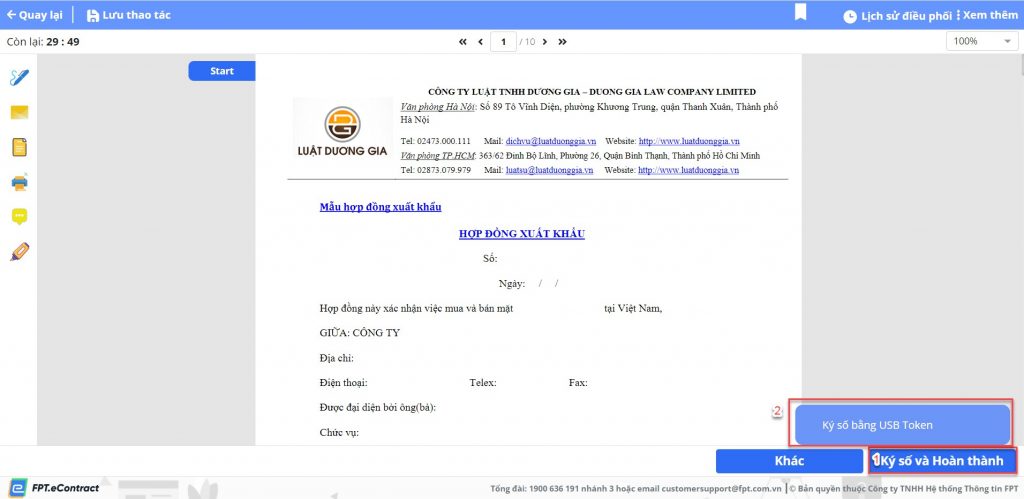 Quay lại
Lưu thao tác
Lịch sử điều phối
Xem thêm
Còn lại: 29 : 49
1 / 10
100%
Start
LUẬT DƯƠNG GIA
CÔNG TY LUẬT TNHH DƯƠNG GIA – DUONG GIA LAW COMPANY LIMITED
Văn phòng Hà Nội: Số 89 Tô Vĩnh Diện, phường Khương Trung, quận Thanh Xuân, Thành phố
Hà Nội
Tel: 02473.000.111 Mail: dichvu@luatduonggia.vn Website: http://www.luatduonggia.vn
Văn phòng TP.HCM: 363/62 Đinh Bộ Lĩnh, Phường 26, Quận Bình Thạnh, Thành phố Hồ Chí Minh
Tel: 02873.079.979 Mail: luatsu@luatduonggia.vn Website: http://www.luatduonggia.vn
Mẫu hợp đồng xuất khẩu
HỢP ĐỒNG XUẤT KHẨU
Số:
Ngày: / /
Hợp đồng này xác nhận việc mua và bán mặt tại Việt Nam,
GIỮA: CÔNG TY
Địa chỉ:
Điện thoại: Telex: Fax:
Được đại diện bởi ông(bà):
Chức vụ:
2
Ký số bằng USB Token
Khác
1
Ký số và Hoàn thành
FPT.eContract
Tổng đài: 1900 636 191 nhánh 3 hoặc email customersupport@fpt.com.vn | © Bản quyền thuộc Công ty TNHH Hệ thống Thông tin FPT